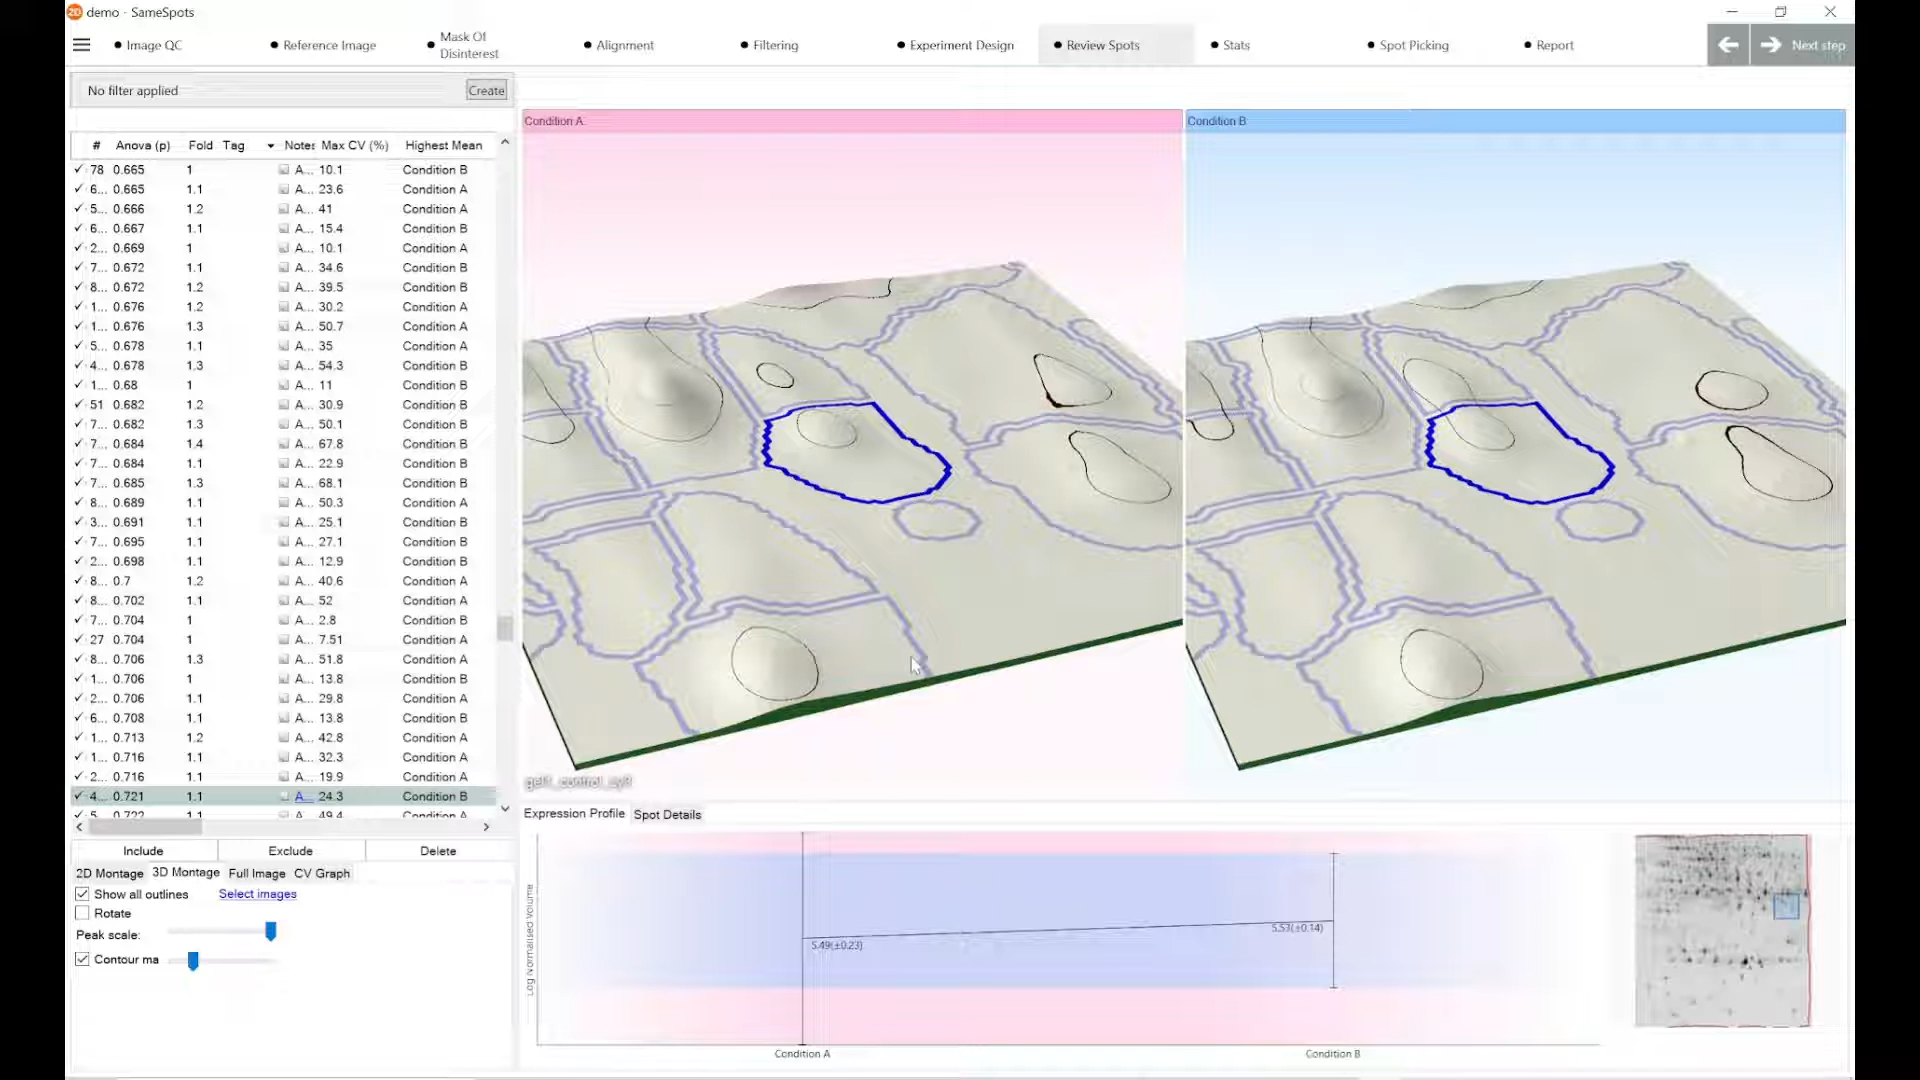 demo - SameSpots
Image QC
Reference Image
Mask Of
Disinterest
Alignment
Filtering
Experiment Design
Review Spots
Stats
Spot Picking
Report
Next step
No filter applied
Create
# Anova (p) Fold Tag Notes Max CV (%) Highest Mean
78 0.665 1 A... 10.1 Condition B
6... 0.665 1.1 A... 23.6 Condition A
5... 0.666 1.2 A... 41 Condition A
6... 0.667 1.1 A... 15.4 Condition B
2... 0.669 1 A... 10.1 Condition A
7... 0.672 1.1 A... 34.6 Condition B
8... 0.672 1.2 A... 39.5 Condition B
1... 0.676 1.2 A... 30.2 Condition A
1... 0.676 1.3 A... 50.7 Condition A
5... 0.678 1.1 A... 35 Condition A
4... 0.678 1.3 A... 54.3 Condition B
1... 0.68 1 A... 11 Condition B
51 0.682 1.2 A... 30.9 Condition B
7... 0.682 1.3 A... 50.1 Condition B
7... 0.684 1.4 A... 67.8 Condition B
7... 0.684 1.1 A... 22.9 Condition B
7... 0.685 1.3 A... 68.1 Condition B
8... 0.689 1.1 A... 50.3 Condition A
3... 0.691 1.1 A... 25.1 Condition B
7... 0.695 1.1 A... 27.1 Condition B
2... 0.698 1.1 A... 12.9 Condition B
8... 0.7 1.2 A... 40.6 Condition A
8... 0.702 1.1 A... 52 Condition A
7... 0.704 1 A... 2.8 Condition B
27 0.704 1 A... 7.51 Condition A
8... 0.706 1.3 A... 51.8 Condition A
1... 0.706 1 A... 13.8 Condition B
2... 0.706 1.1 A... 29.8 Condition A
6... 0.708 1.1 A... 13.8 Condition B
1... 0.713 1.2 A... 42.8 Condition A
1... 0.716 1.1 A... 32.3 Condition A
2... 0.716 1.1 A... 19.9 Condition A
4... 0.721 1.1 A... 24.3 Condition B
5... 0.722 1.1 A... 49.4 Condition A
Include
Exclude
Delete
2D Montage
3D Montage
Full Image
CV Graph
Show all outlines
Select images
Rotate
Peak scale:
Contour ma
Condition A
Condition B
gel1_control_cy3
Expression Profile
Spot Details
Log Normalised Volume
5.49(±0.23)
5.53(±0.14)
Condition A
Condition B